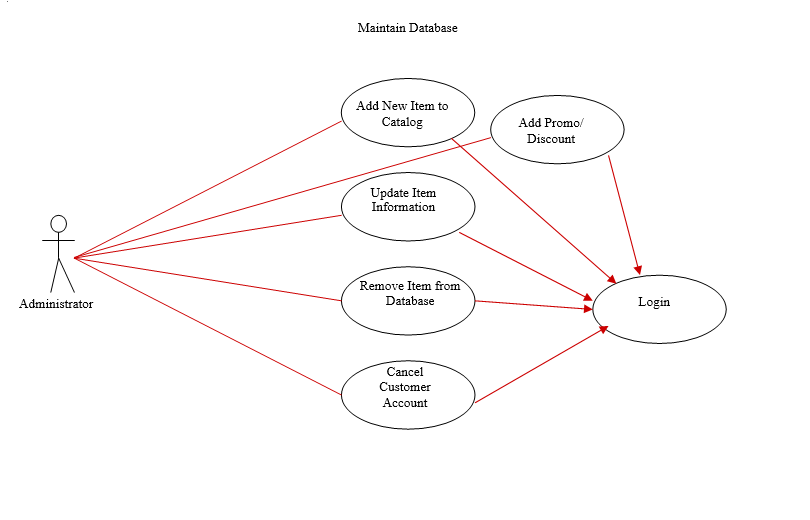 Maintain Database
Add New Item to
Catalog
Add Promo/
Discount
Update Item
Information
Administrator
Remove Item from
Database
Login
Cancel
Customer
Account